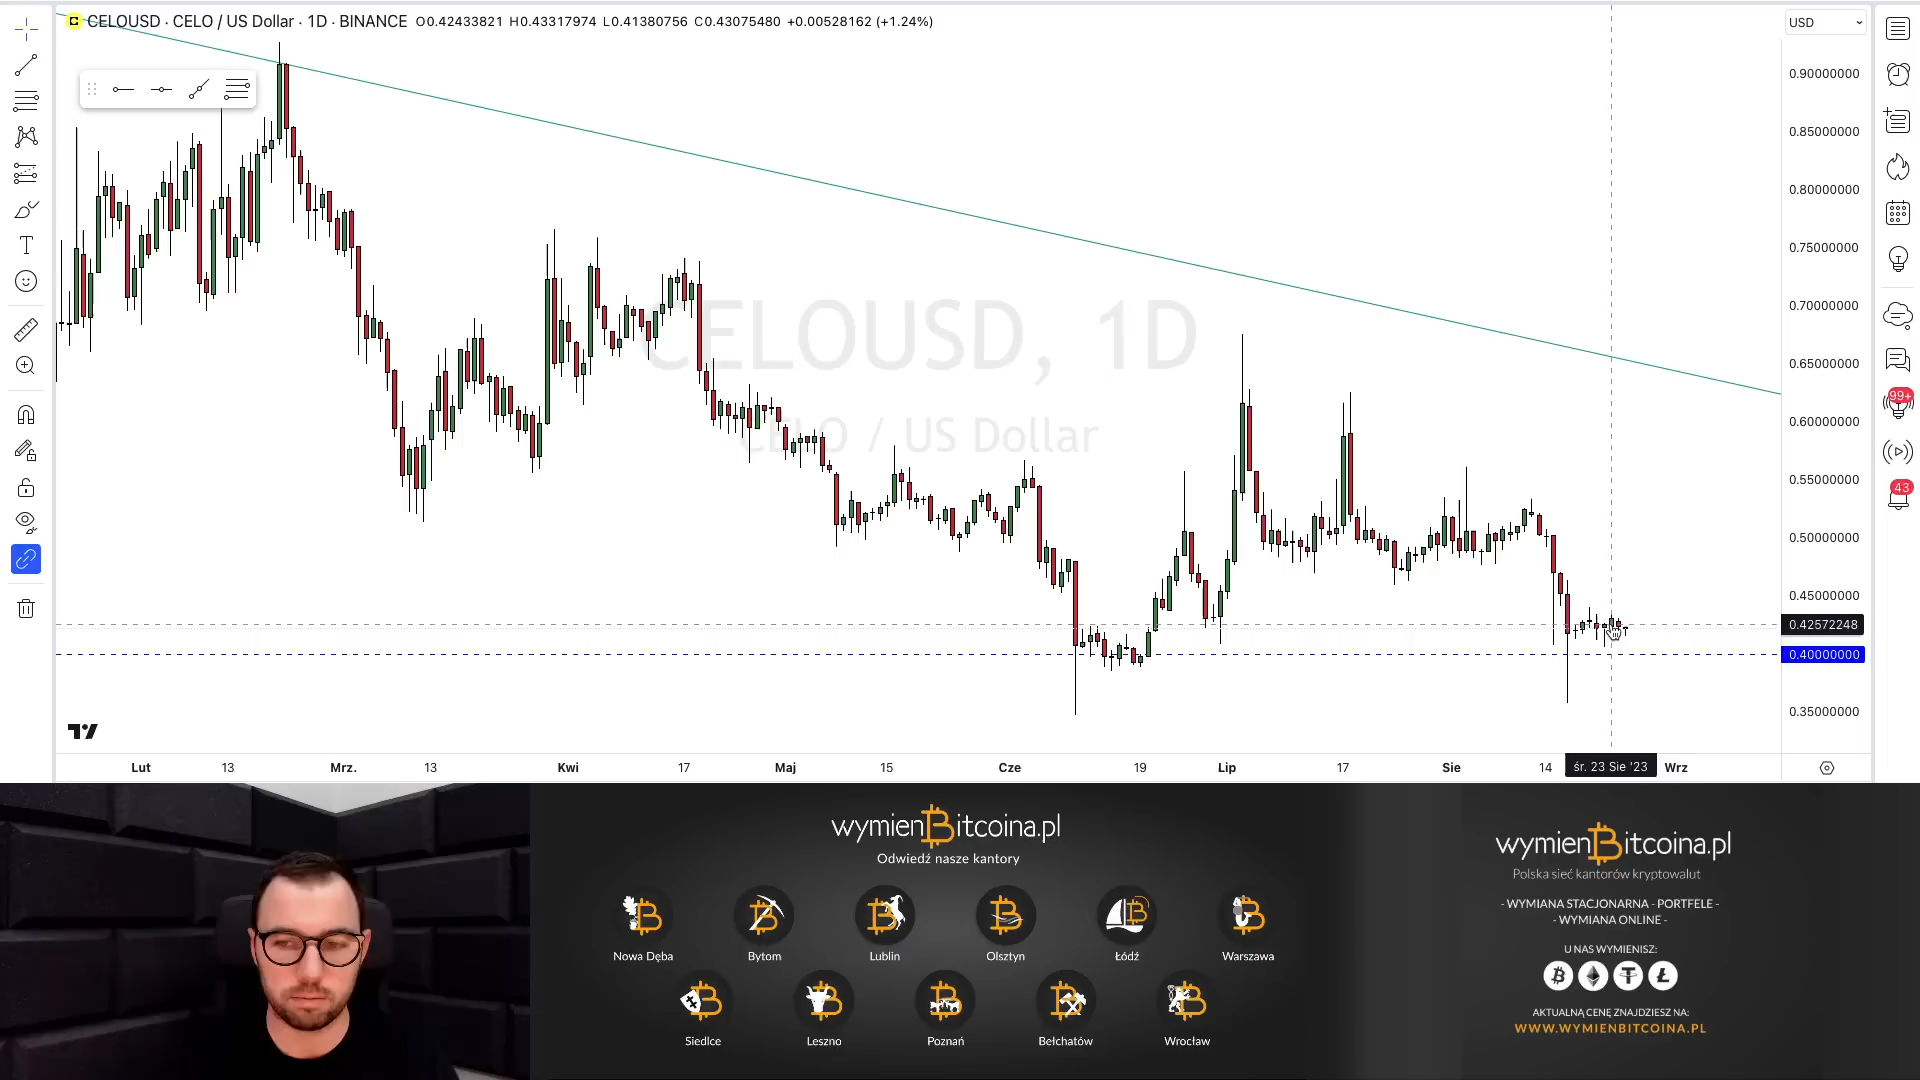 CELOUSD · CELO / US Dollar · 1D · BINANCE O0.42433821 H0.43317974 L0.41380756 C0.43075480 +0.00528162 (+1.24%)
USD
0.90000000
0.85000000
0.80000000
0.75000000
0.70000000
0.65000000
0.60000000
0.55000000
0.50000000
0.45000000
0.42572248
0.40000000
0.35000000
CELOUSD, 1D
CELO / US Dollar
99+
43
Lut 13 Mrz. 13 Kwi 17 Maj 15 Cze 19 Lip 17 Sie 14 śr. 23 Sie '23 Wrz
wymienBitcoina.pl
Odwiedź nasze kantory
Nowa Dęba Bytom Lublin Olsztyn Łódź Warszawa
Siedlce Leszno Poznań Bełchatów Wrocław
wymienBitcoina.pl
Polska sieć kantorów kryptowalut
- WYMIANA STACJONARNA - PORTFELE -
- WYMIANA ONLINE -
U NAS WYMIENISZ:
AKTUALNĄ CENĘ ZNAJDZIESZ NA:
WWW.WYMIENBITCOINA.PL